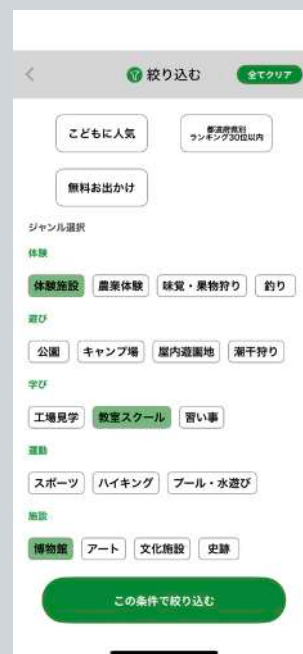 絞り込む 全てクリア
こどもに人気 都道府県別
ランキング30位以内
無料お出かけ
ジャンル選択
体験
体験施設 農業体験 味覚・果物狩り 釣り
遊び
公園 キャンプ場 屋内遊園地 潮干狩り
学び
工場見学 教室スクール 習い事
運動
スポーツ ハイキング プール・水遊び
施設
博物館 アート 文化施設 史跡
この条件で絞り込む